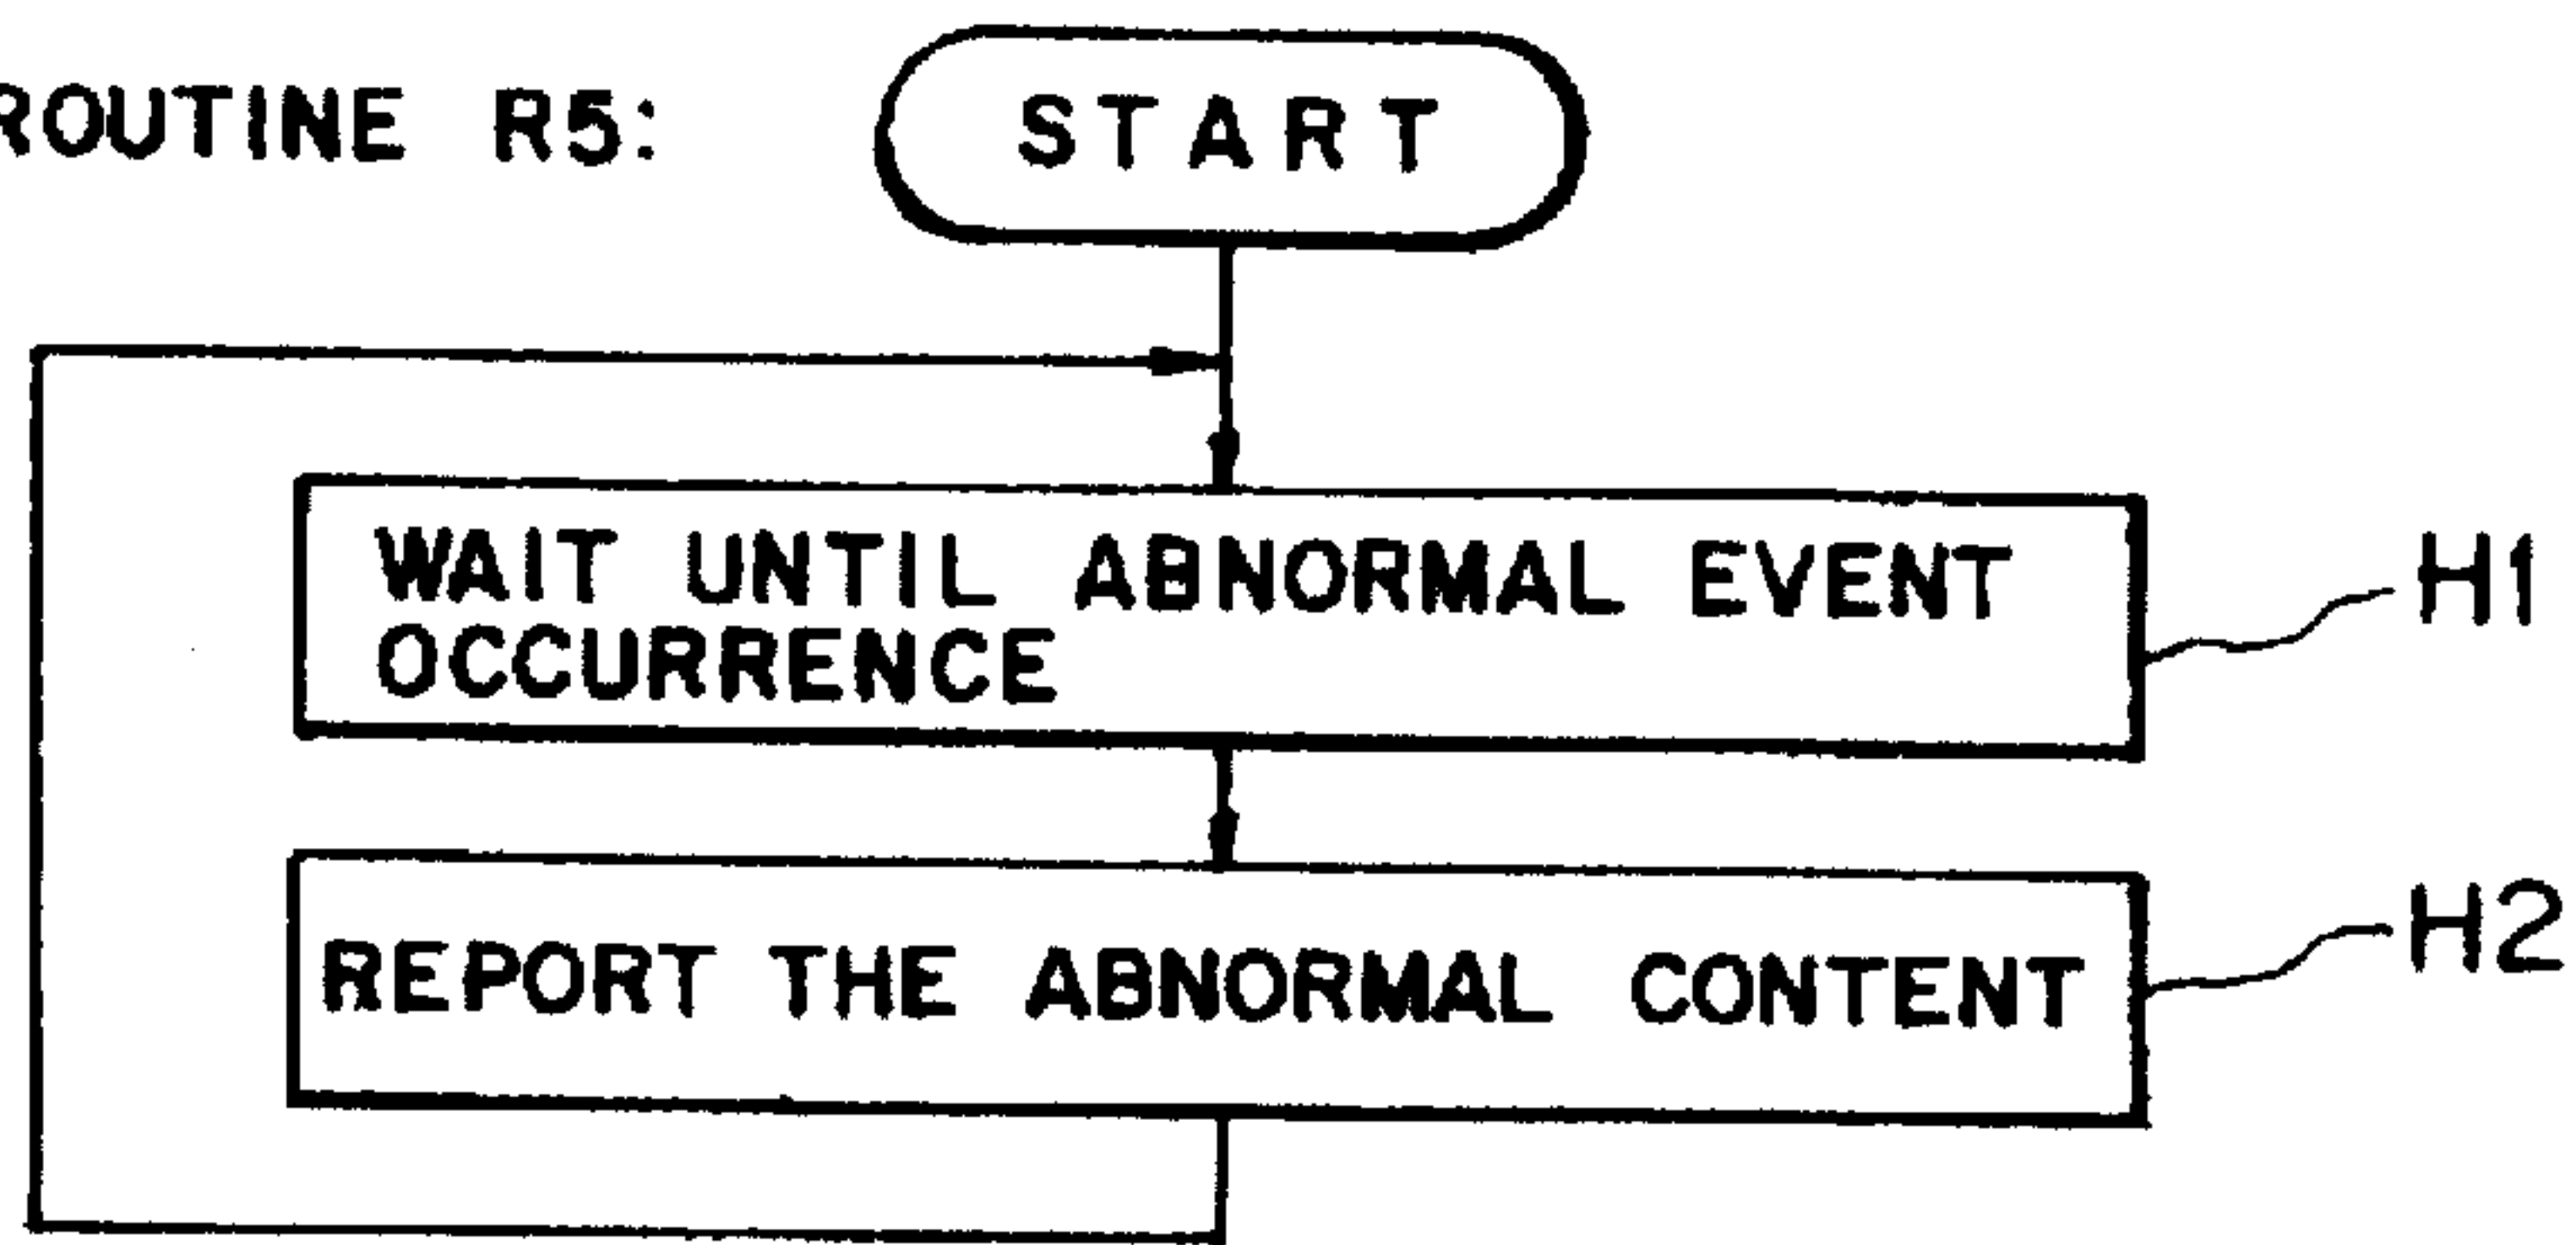 ROUTINE R5:
START
WAIT UNTIL ABNORMAL EVENT
OCCURRENCE
H1
REPORT THE ABNORMAL CONTENT
H2